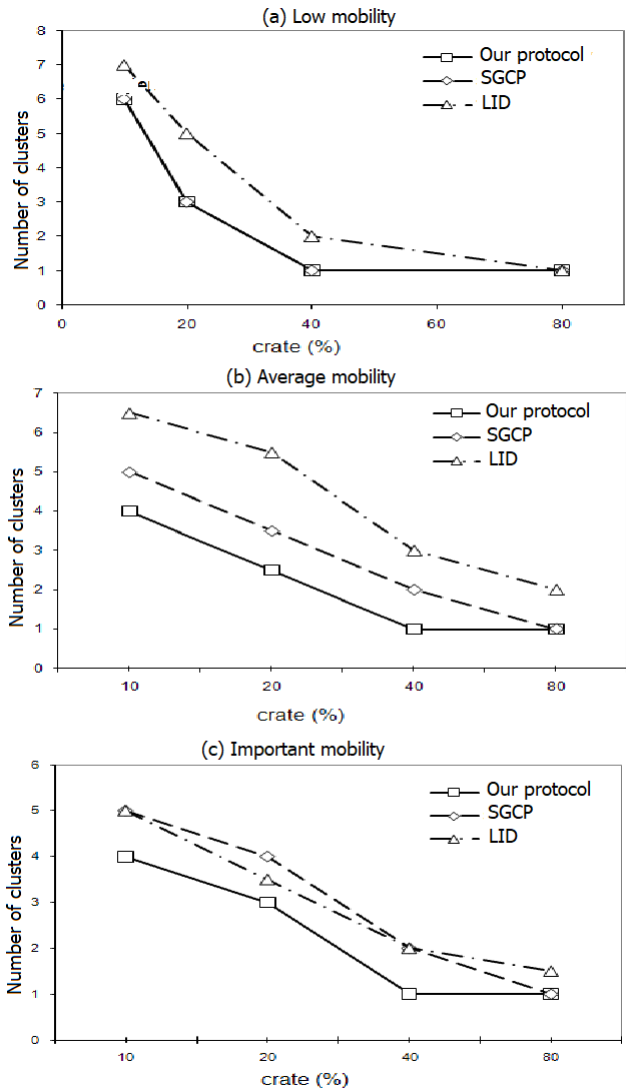 (a) Low mobility
8
7
6
5
4
3
2
1
0
Number of clusters
Our protocol
SGCP
LID
0 20 40 60 80
crate (%)
(b) Average mobility
7
6
5
4
3
2
1
0
Number of clusters
Our protocol
SGCP
LID
10 20 40 80
crate (%)
(c) Important mobility
6
5
4
3
2
1
0
Number of clusters
Our protocol
SGCP
LID
10 20 40 80
crate (%)